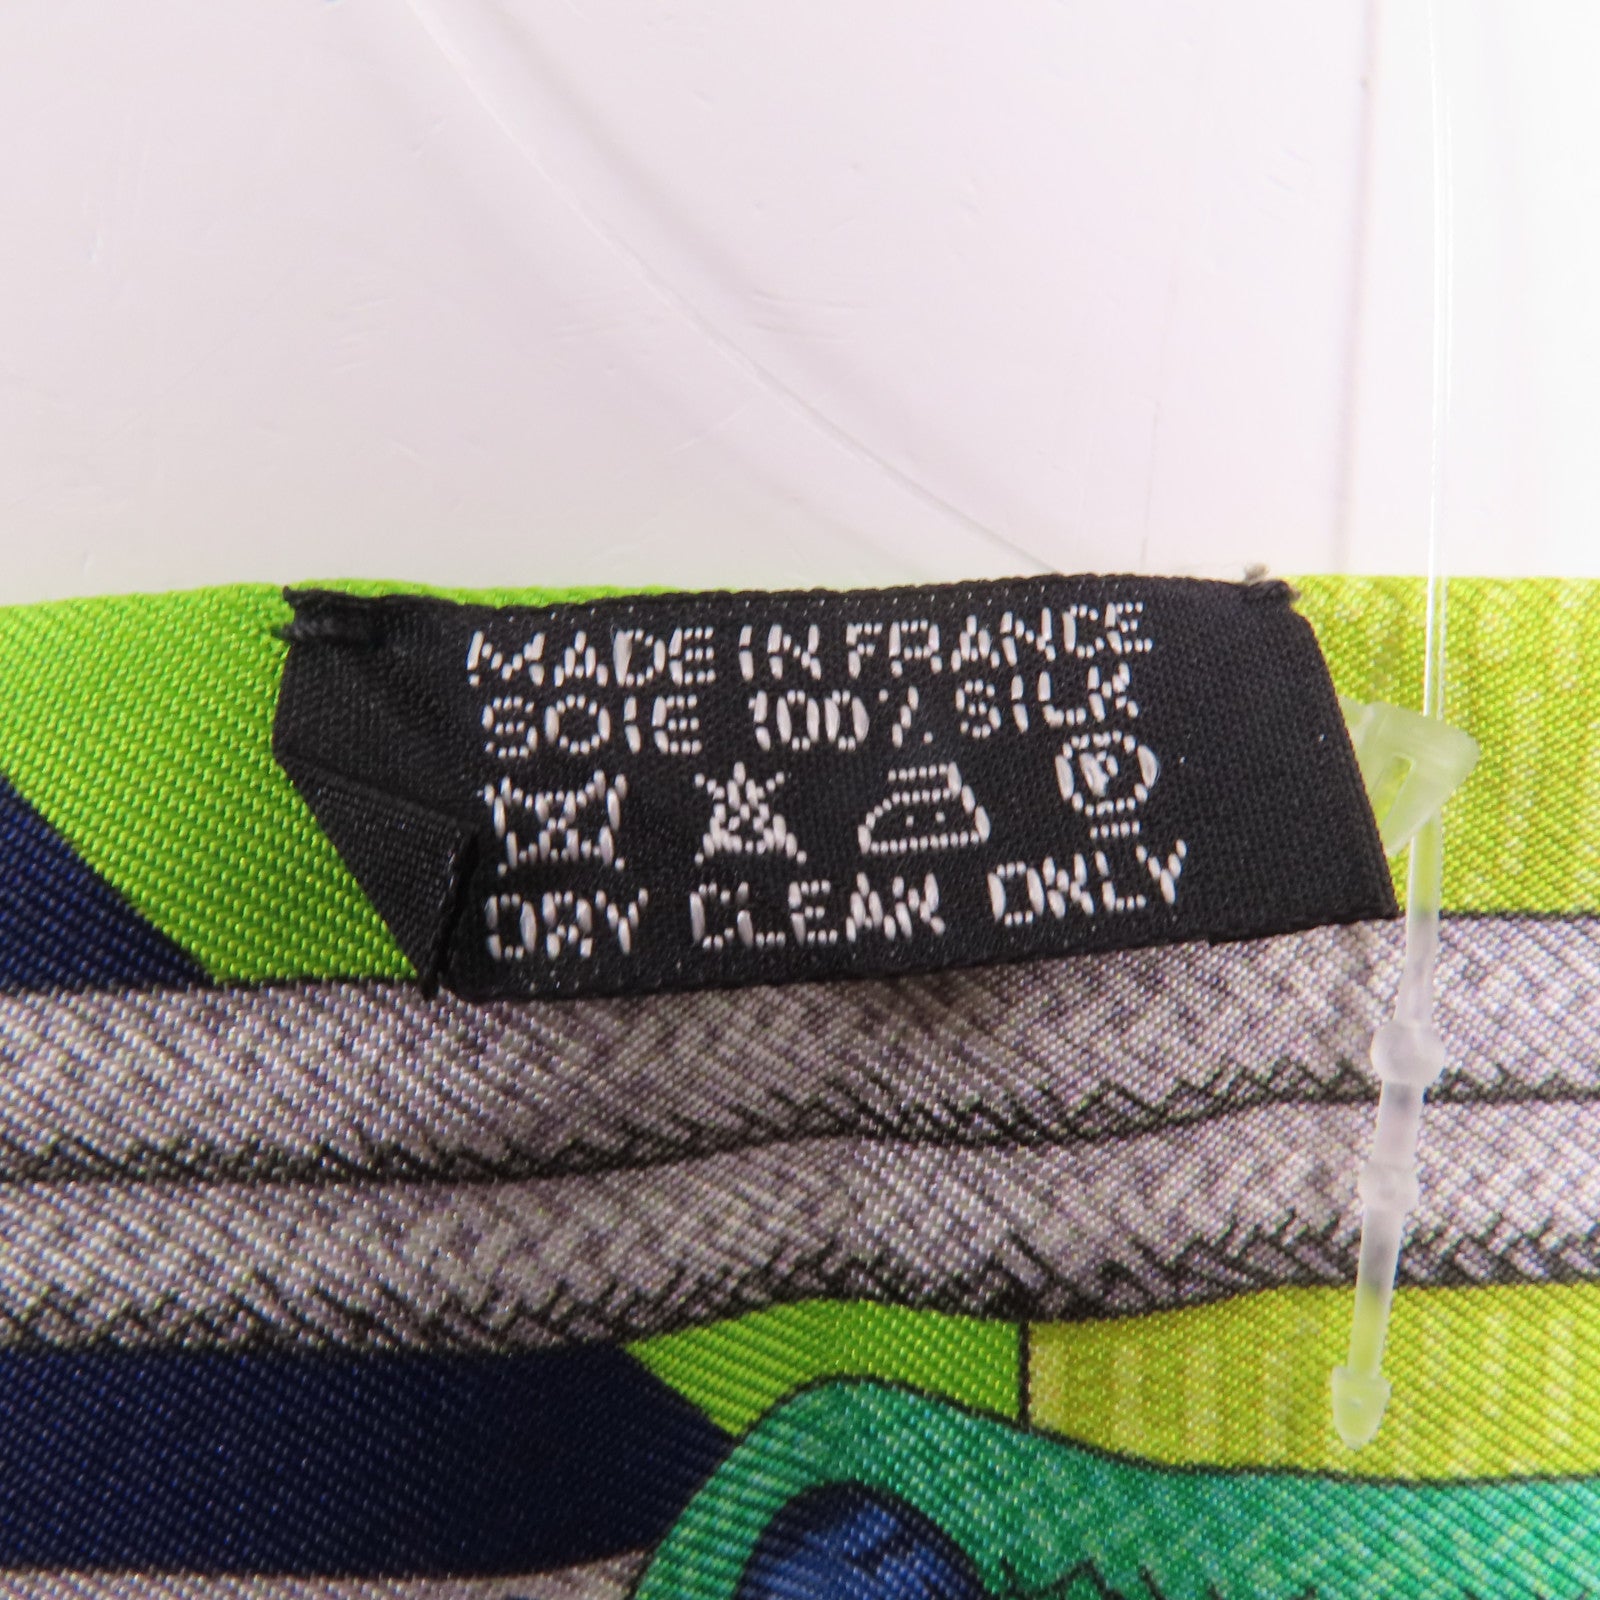 MADE IN FRANCE
SOIE 100% SILK
P
DRY CLEAN ONLY